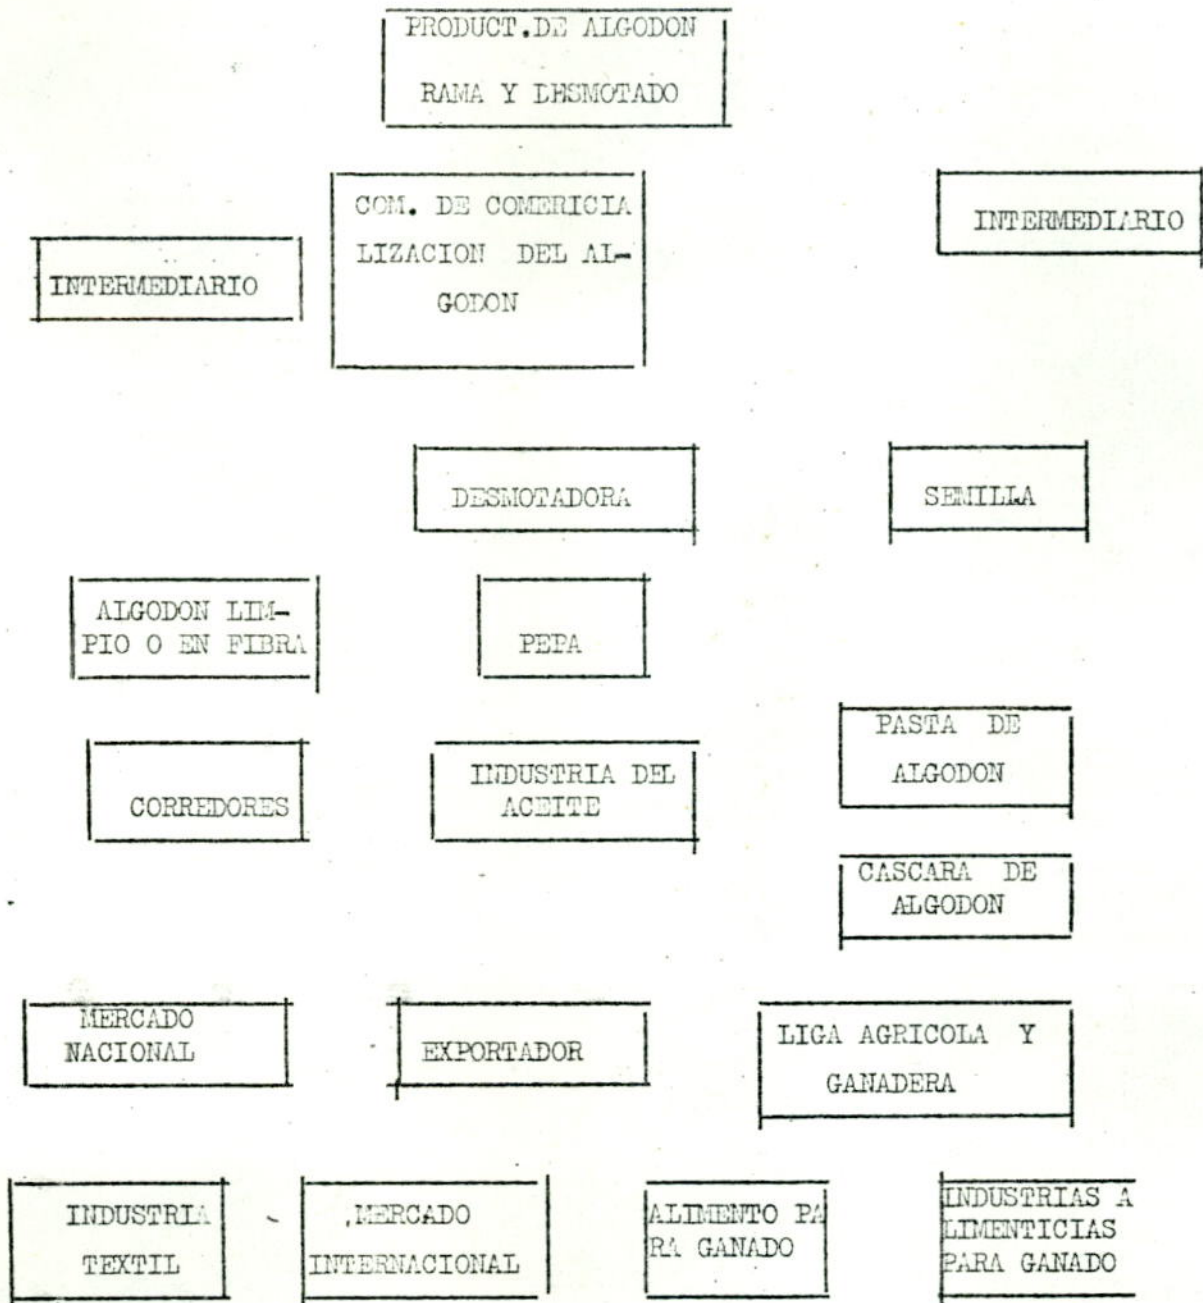 PRODUCT.DE ALGODON
RAMA Y DESMOTADO
COM. DE COMERICIA
LIZACION DEL AL-
GODON
INTERMEDIARIO
INTERMEDIARIO
DESMOTADORA
SEMILLA
ALGODON LIM-
PIO O EN FIBRA
PEPA
CORREDORES
INDUSTRIA DEL
ACEITE
PASTA DE
ALGODON
CASCARA DE
ALGODON
MERCADO
NACIONAL
EXPORTADOR
LIGA AGRICOLA Y
GANADERA
INDUSTRIA
TEXTIL
MERCADO
INTERNACIONAL
ALIMENTO PA
RA GANADO
INDUSTRIAS A
LIMENTICIAS
PARA GANADO